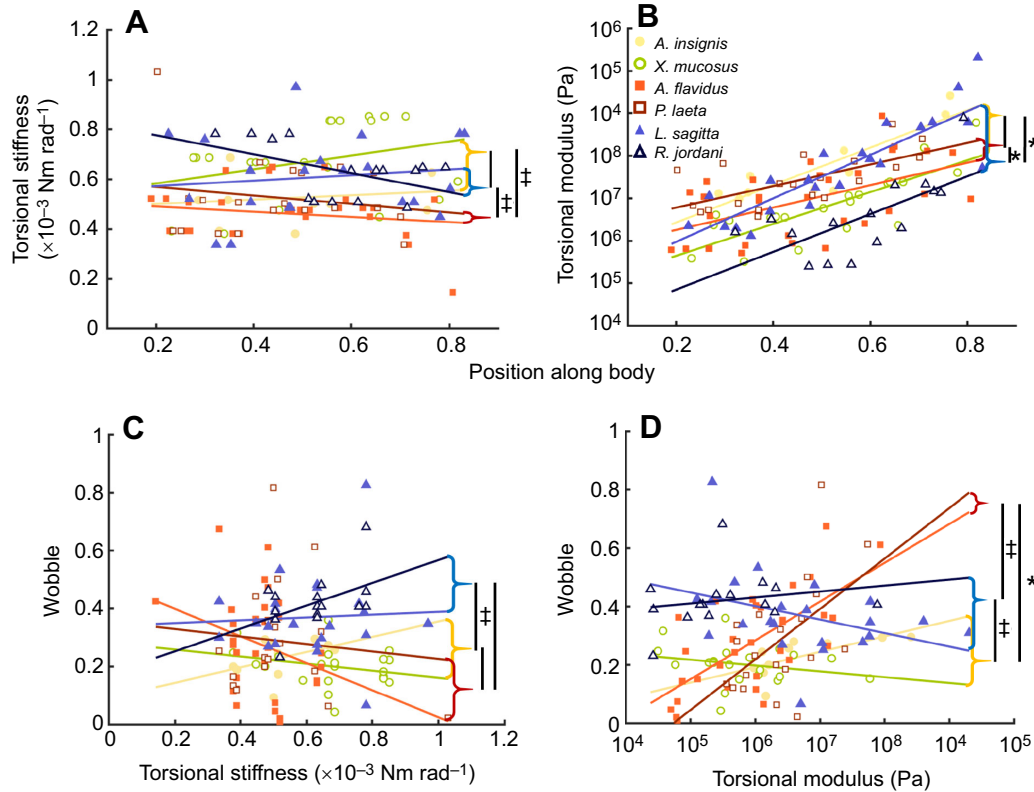 A
1.2
1
0.8
0.6
0.4
0.2
0
Torsional stiffness
(×10⁻³ Nm rad⁻¹)
0.2 0.4 0.6 0.8
‡
‡
B
10⁶
10⁵
10⁴
10⁸
10⁷
10⁶
10⁵
10⁴
Torsional modulus (Pa)
A. insignis
X. mucosus
A. flavidus
P. laeta
L. sagitta
R. jordani
0.2 0.4 0.6 0.8
*
*
Position along body
C
1
0.8
0.6
0.4
0.2
0
Wobble
0 0.2 0.4 0.6 0.8 1 1.2
Torsional stiffness (×10⁻³ Nm rad⁻¹)
‡
D
1
0.8
0.6
0.4
0.2
0
Wobble
10⁴ 10⁵ 10⁶ 10⁷ 10⁸ 10⁴ 10⁵
Torsional modulus (Pa)
‡
‡
*